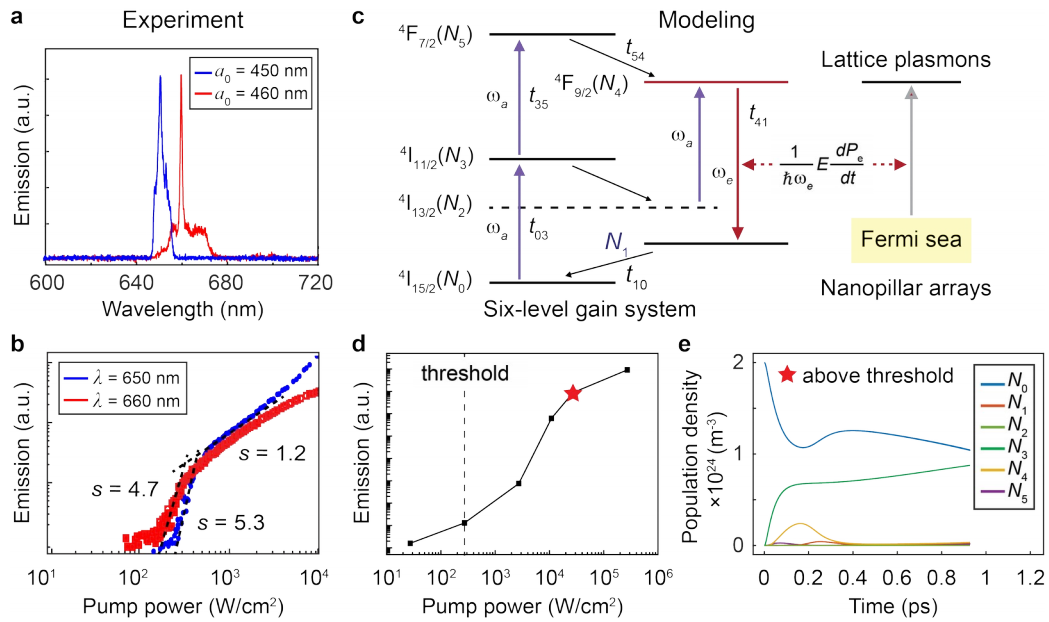 Experiment
Modeling
a
Emission (a.u.)
a₀ = 450 nm
a₀ = 460 nm
600 640 680 720
Wavelength (nm)
b
Emission (a.u.)
λ = 650 nm
λ = 660 nm
s = 4.7
s = 1.2
s = 5.3
10¹ 10² 10³ 10⁴
Pump power (W/cm²)
c
⁴F₇/₂(N₅)
t₅₄
⁴F₉/₂(N₄)
Lattice plasmons
ωₐ t₃₅
ωₐ
t₄₁
⁴I₁₁/₂(N₃)
1/ħωₑ E dPₑ/dt
ωₑ
⁴I₁₃/₂(N₂)
ωₐ t₀₃
N₁
Fermi sea
t₁₀
⁴I₁₅/₂(N₀)
Six-level gain system
Nanopillar arrays
d
Emission (a.u.)
threshold
10¹ 10² 10³ 10⁴ 10⁵ 10⁶
Pump power (W/cm²)
e
Population density
×10²⁴ (m⁻³)
above threshold
N₀
N₁
N₂
N₃
N₄
N₅
2
1
0
0 0.2 0.4 0.8 1.2
Time (ps)